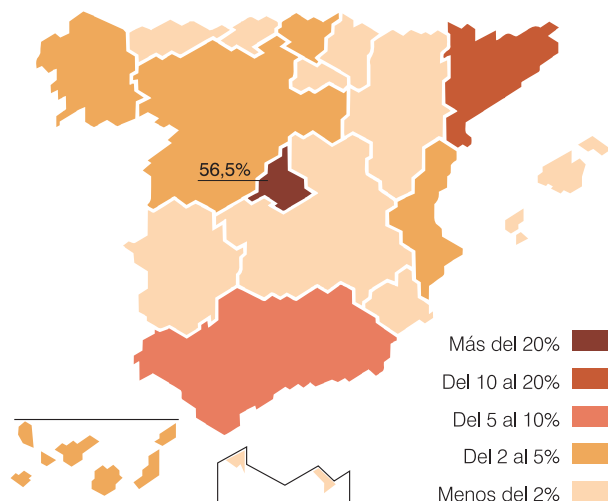 56,5%
Más del 20%
Del 10 al 20%
Del 5 al 10%
Del 2 al 5%
Menos del 2%